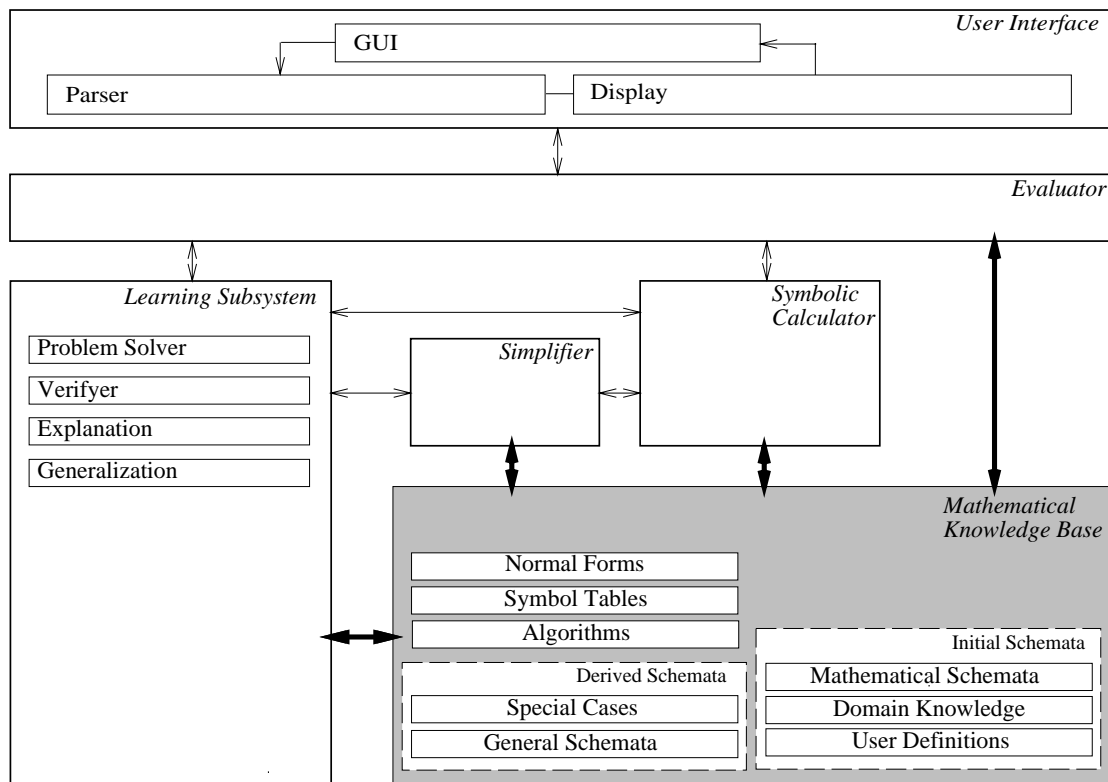 User Interface
GUI
Parser
Display
Evaluator
Learning Subsystem
Problem Solver
Verifyer
Explanation
Generalization
Simplifier
Symbolic
Calculator
Mathematical
Knowledge Base
Normal Forms
Symbol Tables
Algorithms
Derived Schemata
Special Cases
General Schemata
Initial Schemata
Mathematical Schemata
Domain Knowledge
User Definitions